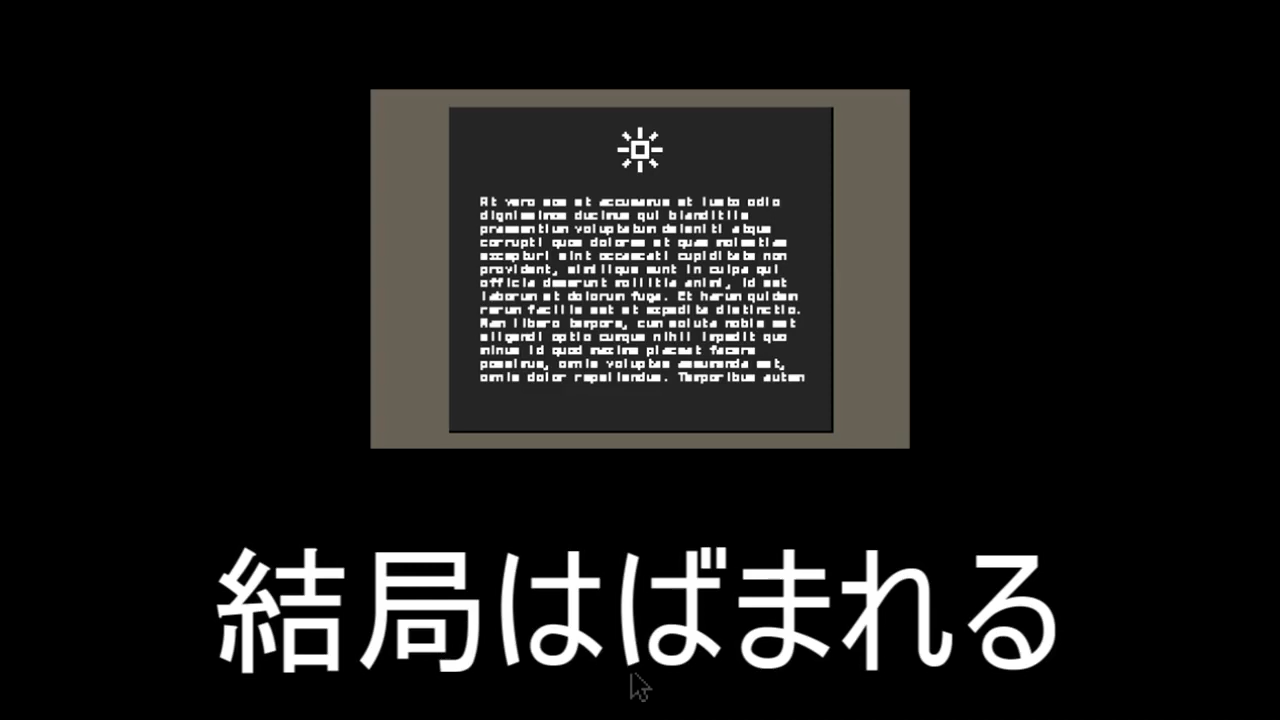 At vero eos et accusamus et iusto odio
dignissimos ducimus qui blanditiis
praesentium voluptatum deleniti atque
corrupti quos dolores et quas molestias
excepturi sint occaecati cupiditate non
provident, similique sunt in culpa qui
officia deserunt mollitia animi, id est
laborum et dolorum fuga. Et harum quidem
rerum facilis est et expedita distinctio.
Nam libero tempore, cum soluta nobis est
eligendi optio cumque nihil impedit quo
minus id quod maxime placeat facere
possimus, omnis voluptas assumenda est,
omnis dolor repellendus. Temporibus autem
結局はばまれる